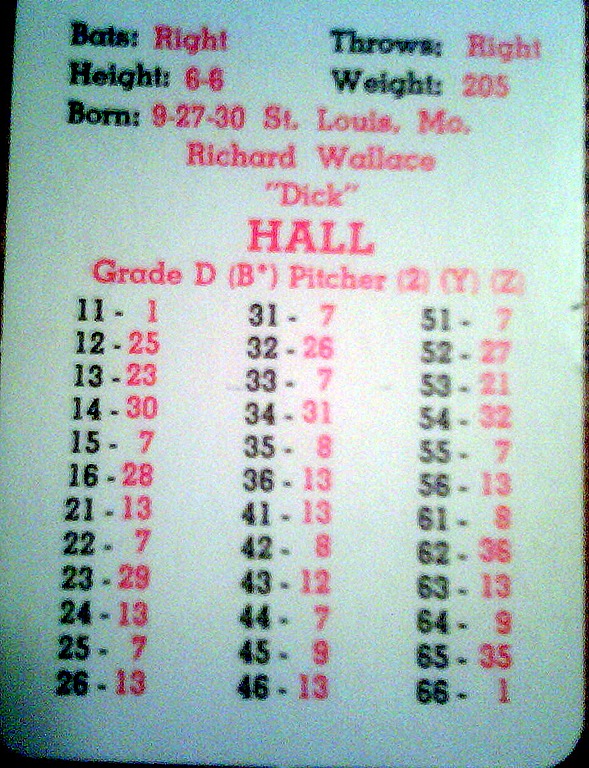 Bats: Right Throws: Right
Height: 6-6 Weight: 205
Born: 9-27-30 St. Louis, Mo.
Richard Wallace
"Dick"
HALL
Grade D (B*) Pitcher (2) (Y) (Z)
11 - 1 31 - 7 51 - 7
12 - 25 32 - 26 52 - 27
13 - 23 33 - 7 53 - 21
14 - 30 34 - 31 54 - 32
15 - 7 35 - 8 55 - 7
16 - 28 36 - 13 56 - 13
21 - 13 41 - 13 61 - 8
22 - 7 42 - 8 62 - 36
23 - 29 43 - 12 63 - 13
24 - 13 44 - 7 64 - 9
25 - 7 45 - 9 65 - 35
26 - 13 46 - 13 66 - 1